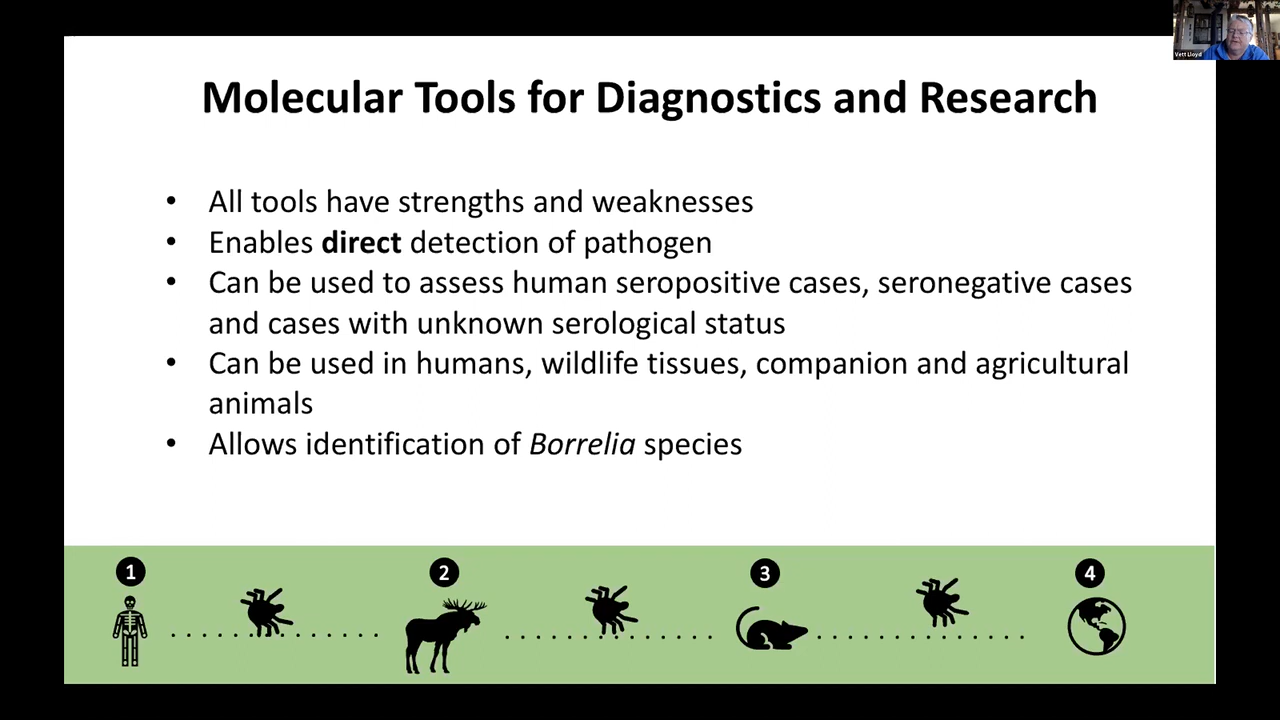 Vett Lloyd
Molecular Tools for Diagnostics and Research
• All tools have strengths and weaknesses
• Enables direct detection of pathogen
• Can be used to assess human seropositive cases, seronegative cases
and cases with unknown serological status
• Can be used in humans, wildlife tissues, companion and agricultural
animals
• Allows identification of Borrelia species
1 2 3 4